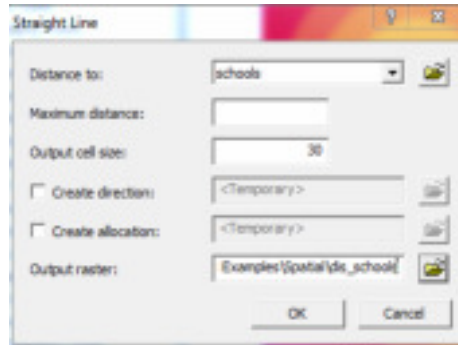 Straight Line
Distance to: schools
Maximum distance:
Output cell size: 30
Create direction: <Temporary>
Create allocation: <Temporary>
Output raster: Examples\Spatial\dis_schools
OK Cancel